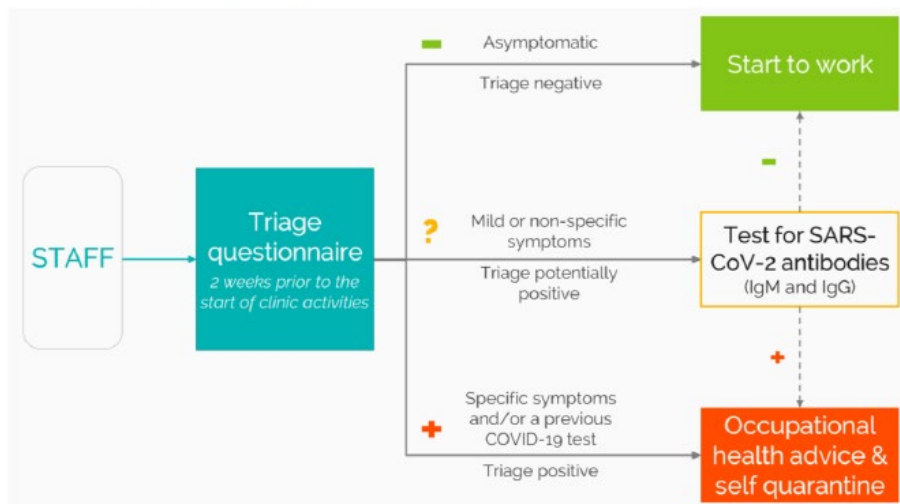 STAFF
Triage
questionnaire
2 weeks prior to the
start of clinic activities
-
Asymptomatic
Triage negative
Start to work
-
?
Mild or non-specific
symptoms
Triage potentially
positive
Test for SARS-
CoV-2 antibodies
(IgM and IgG)
+
+
Specific symptoms
and/or a previous
COVID-19 test
Triage positive
Occupational
health advice &
self quarantine